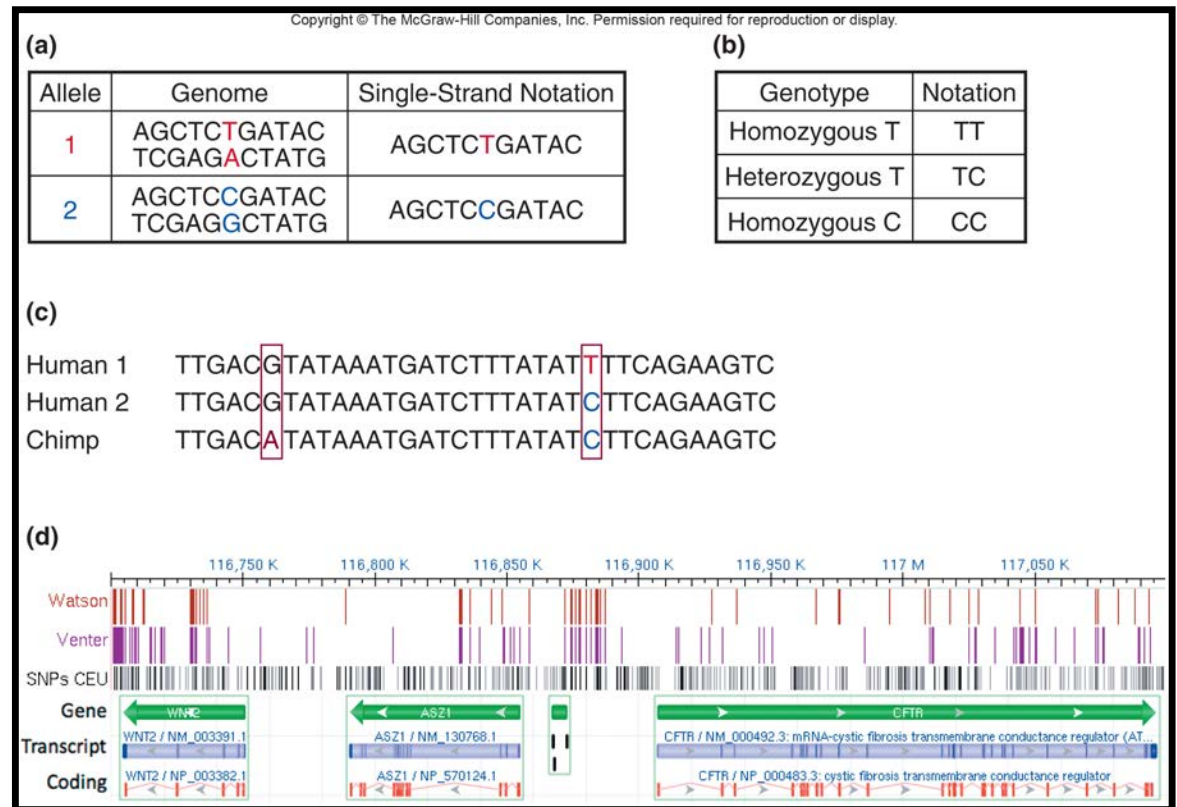 Copyright © The McGraw-Hill Companies, Inc. Permission required for reproduction or display.
(a)
Allele Genome Single-Strand Notation
1 AGCTCTGATAC AGCTCTGATAC
TCGAGACTATG
2 AGCTCCGATAC AGCTCCGATAC
TCGAGGCTATG
(b)
Genotype Notation
Homozygous T TT
Heterozygous T TC
Homozygous C CC
(c)
Human 1 TTGACGTATAAATGATCTTTATATTTTCAGAAGTC
Human 2 TTGACGTATAAATGATCTTTATATCTTCAGAAGTC
Chimp TTGACATATAAATGATCTTTATATCTTCAGAAGTC
(d)
116,750 K 116,800 K 116,850 K 116,900 K 116,950 K 117 M 117,050 K
Watson
Venter
SNPs CEU
Gene WNT2 ASZ1 CFTR
Transcript WNT2 / NM_003391.1 ASZ1 / NM_130768.1 CFTR / NM_000492.3: mRNA-cystic fibrosis transmembrane conductance regulator (AT...
Coding WNT2 / NP_003382.1 ASZ1 / NP_570124.1 CFTR / NP_000483.3: cystic fibrosis transmembrane conductance regulator